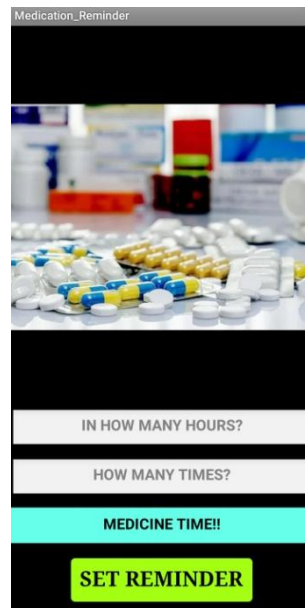 Medication_Reminder
IN HOW MANY HOURS?
HOW MANY TIMES?
MEDICINE TIME!!
SET REMINDER